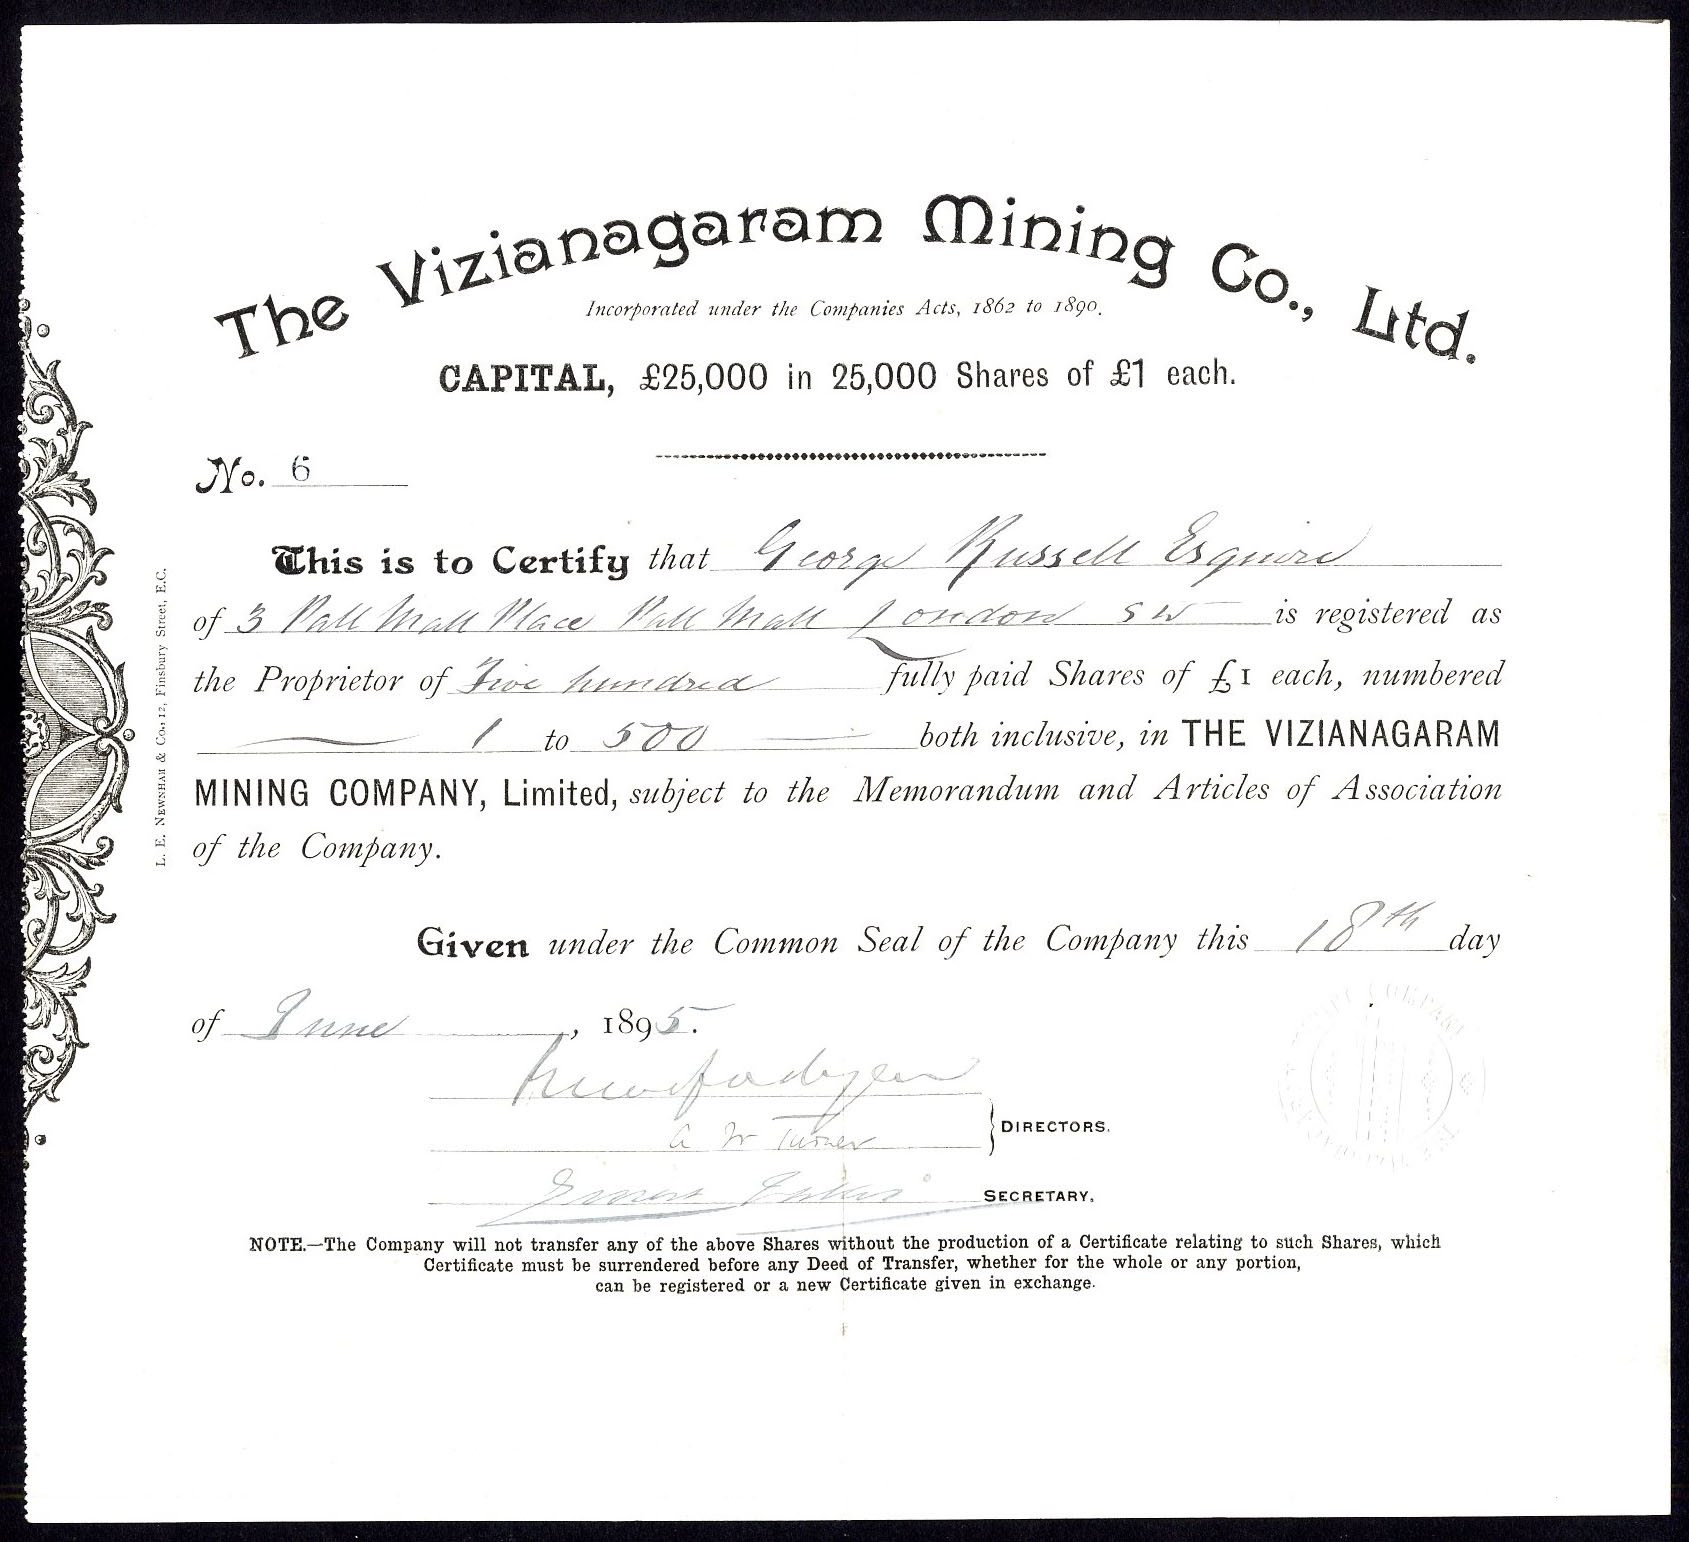 The Vizianagaram Mining Co., Ltd.
Incorporated under the Companies Acts, 1862 to 1890.
CAPITAL, £25,000 in 25,000 Shares of £1 each.
No. 6
This is to Certify that George Russell Esquire
of 3 Pall Mall Place Pall Mall London SW is registered as
the Proprietor of Five hundred fully paid Shares of £1 each, numbered
1 to 500 both inclusive, in THE VIZIANAGARAM
MINING COMPANY, Limited, subject to the Memorandum and Articles of Association
of the Company.
Given under the Common Seal of the Company this 18th day
of June, 1895.
A W Turner
DIRECTORS.
Ernest
SECRETARY.
NOTE.—The Company will not transfer any of the above Shares without the production of a Certificate relating to such Shares, which
Certificate must be surrendered before any Deed of Transfer, whether for the whole or any portion,
can be registered or a new Certificate given in exchange.
L. E. NEWNHAM & Co., 12, Finsbury Street, E.C.